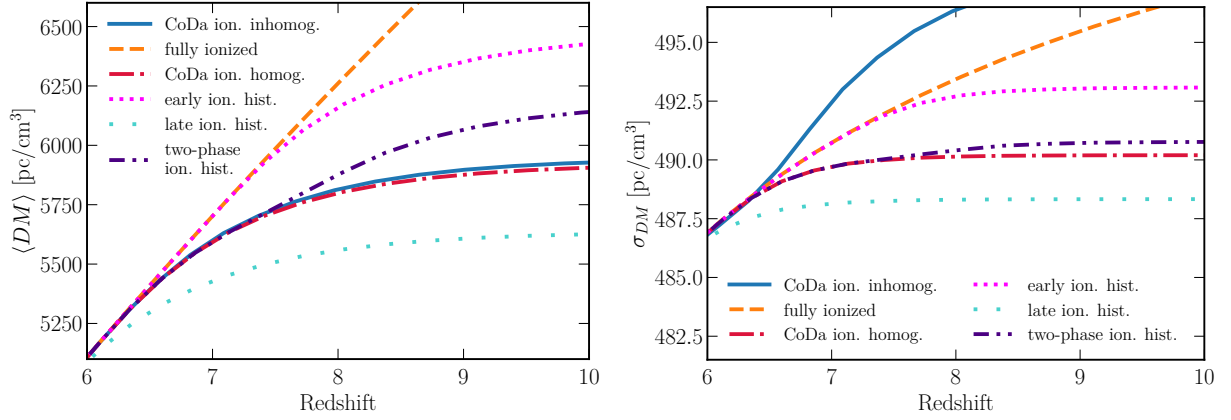 6500
6250
6000
5750
5500
5250
⟨DM⟩ [pc/cm³]
CoDa ion. inhomog.
fully ionized
CoDa ion. homog.
early ion. hist.
late ion. hist.
two-phase
ion. hist.
6 7 8 9 10
Redshift
495.0
492.5
490.0
487.5
485.0
482.5
σ_DM [pc/cm³]
CoDa ion. inhomog.
fully ionized
CoDa ion. homog.
early ion. hist.
late ion. hist.
two-phase ion. hist.
6 7 8 9 10
Redshift